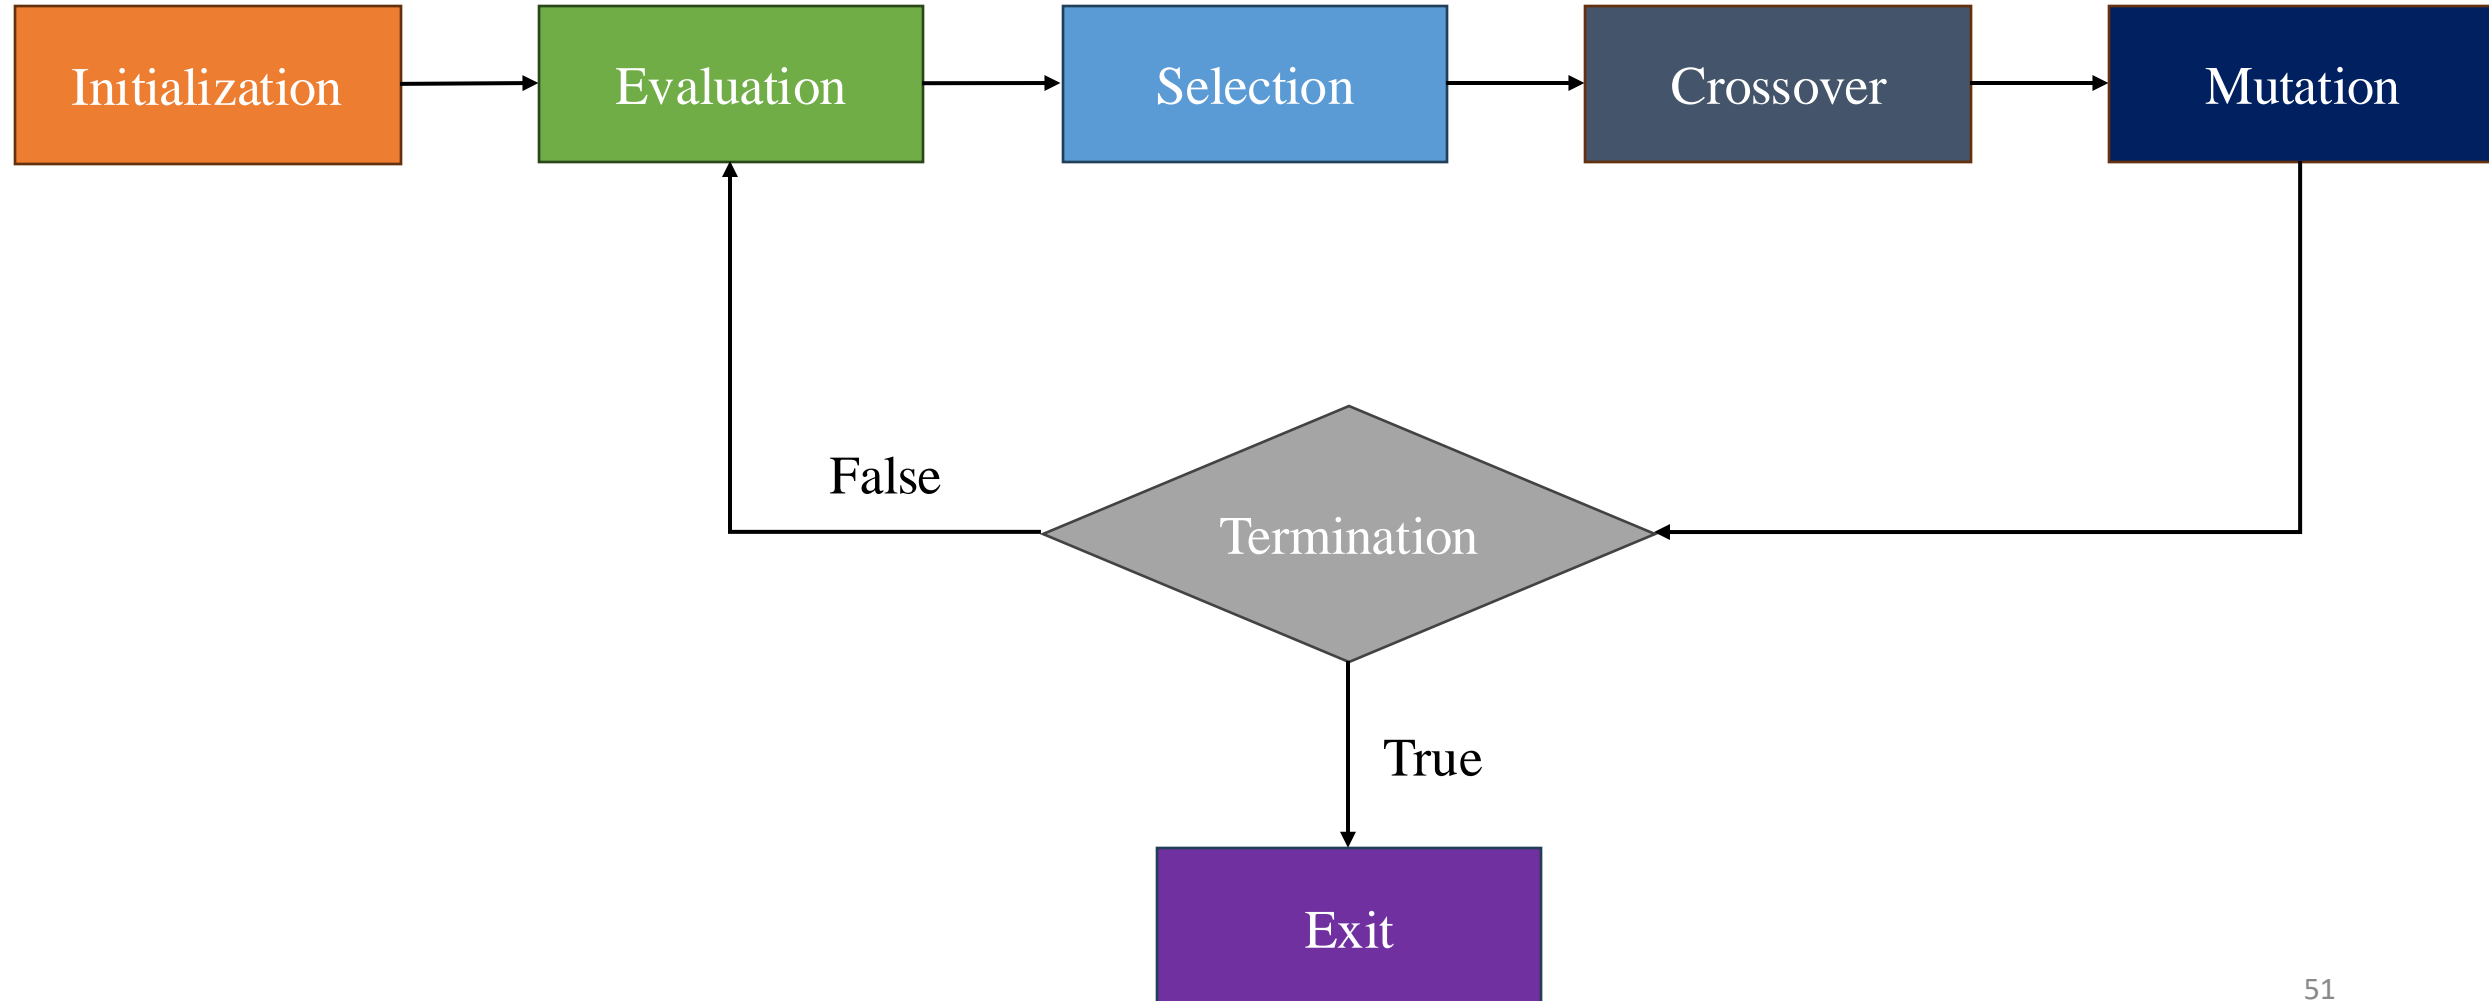 Initialization
Evaluation
Selection
Crossover
Mutation
False
Termination
True
Exit
51